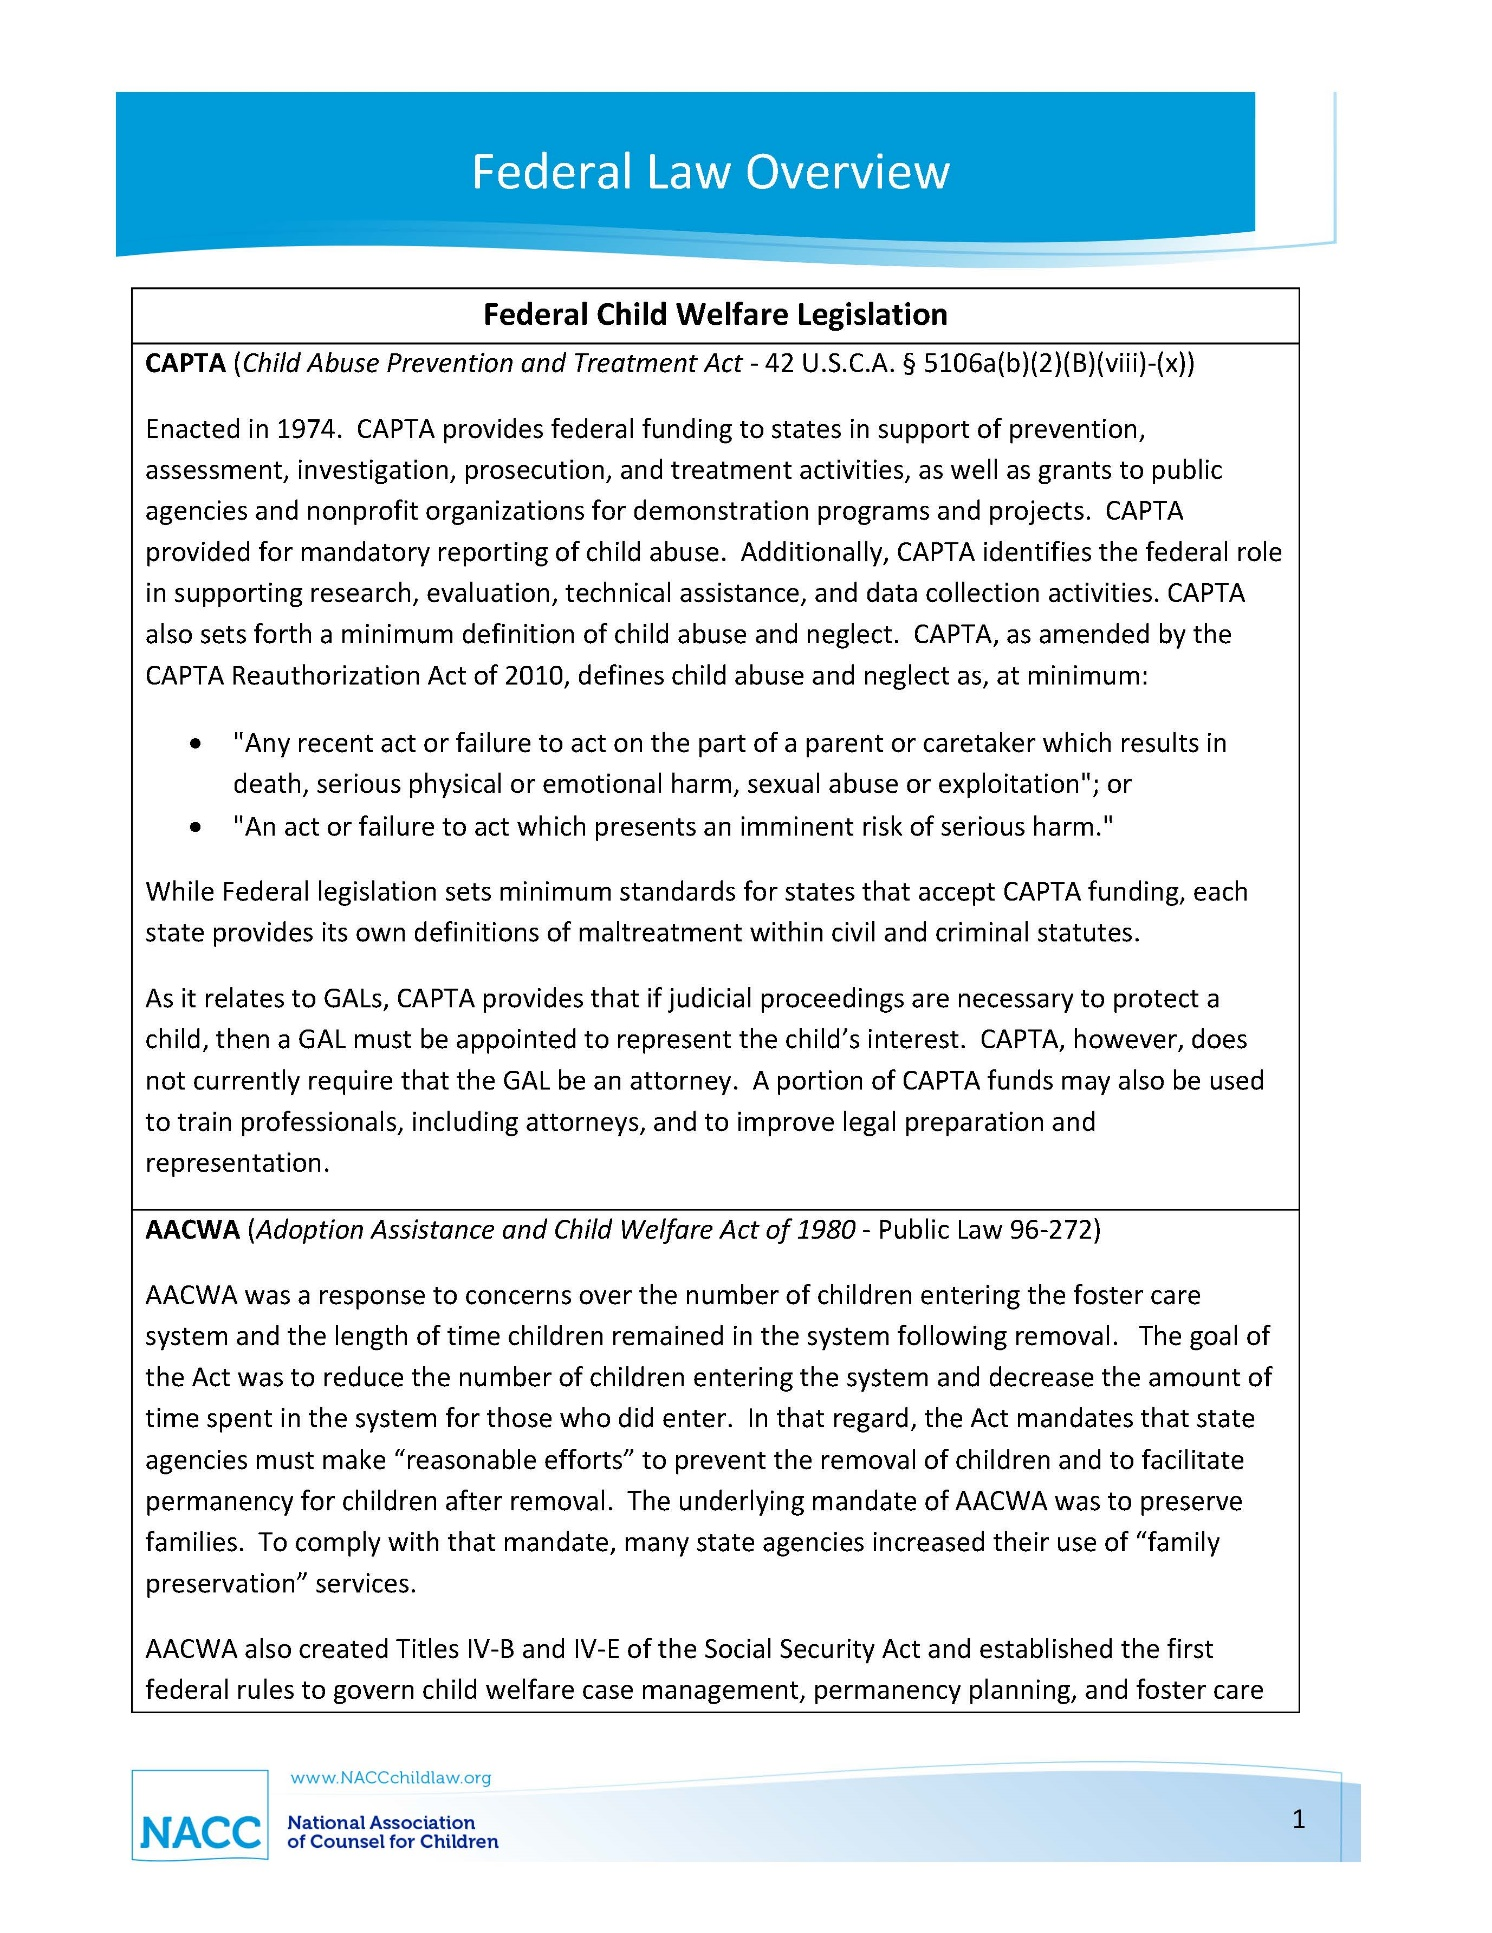 Federal Law Overview
Federal Child Welfare Legislation
CAPTA (Child Abuse Prevention and Treatment Act - 42 U.S.C.A. § 5106a(b)(2)(B)(viii)-(x))
Enacted in 1974.  CAPTA provides federal funding to states in support of prevention,
assessment, investigation, prosecution, and treatment activities, as well as grants to public
agencies and nonprofit organizations for demonstration programs and projects.  CAPTA
provided for mandatory reporting of child abuse.  Additionally, CAPTA identifies the federal role
in supporting research, evaluation, technical assistance, and data collection activities. CAPTA
also sets forth a minimum definition of child abuse and neglect.  CAPTA, as amended by the
CAPTA Reauthorization Act of 2010, defines child abuse and neglect as, at minimum:
• "Any recent act or failure to act on the part of a parent or caretaker which results in
death, serious physical or emotional harm, sexual abuse or exploitation"; or
• "An act or failure to act which presents an imminent risk of serious harm."
While Federal legislation sets minimum standards for states that accept CAPTA funding, each
state provides its own definitions of maltreatment within civil and criminal statutes.
As it relates to GALs, CAPTA provides that if judicial proceedings are necessary to protect a
child, then a GAL must be appointed to represent the child’s interest.  CAPTA, however, does
not currently require that the GAL be an attorney.  A portion of CAPTA funds may also be used
to train professionals, including attorneys, and to improve legal preparation and
representation.
AACWA (Adoption Assistance and Child Welfare Act of 1980 - Public Law 96-272)
AACWA was a response to concerns over the number of children entering the foster care
system and the length of time children remained in the system following removal.   The goal of
the Act was to reduce the number of children entering the system and decrease the amount of
time spent in the system for those who did enter.  In that regard, the Act mandates that state
agencies must make “reasonable efforts” to prevent the removal of children and to facilitate
permanency for children after removal.  The underlying mandate of AACWA was to preserve
families.  To comply with that mandate, many state agencies increased their use of “family
preservation” services.
AACWA also created Titles IV-B and IV-E of the Social Security Act and established the first
federal rules to govern child welfare case management, permanency planning, and foster care
www.NACCchildlaw.org
NACC
National Association
of Counsel for Children
1